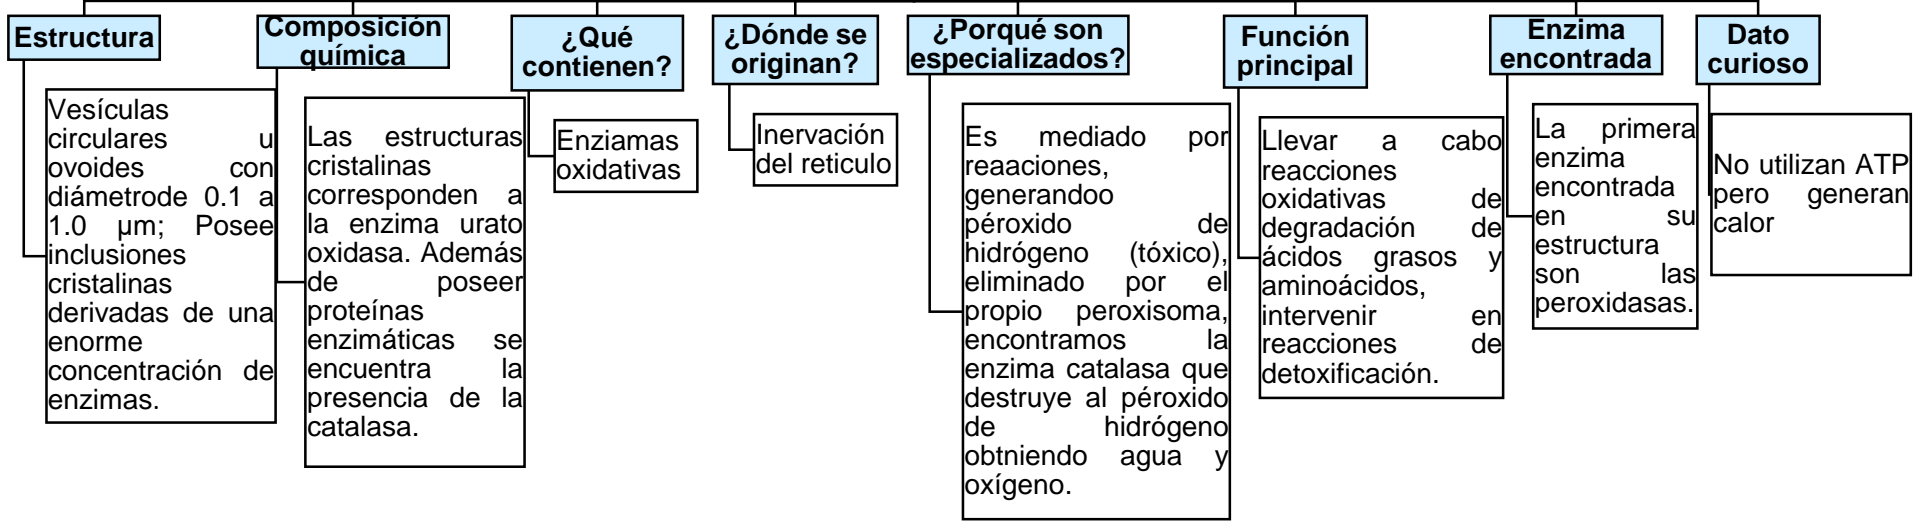 Estructura
Vesículas
circulares u
ovoides con
diámetrode 0.1 a
1.0 µm; Posee
inclusiones
cristalinas
derivadas de una
enorme
concentración de
enzimas.
Composición
química
Las estructuras
cristalinas
corresponden a
la enzima urato
oxidasa. Además
de poseer
proteínas
enzimáticas se
encuentra la
presencia de la
catalasa.
¿Qué
contienen?
Enziamas
oxidativas
¿Dónde se
originan?
Inervación
del reticulo
¿Porqué son
especializados?
Es mediado por
reaaciones,
generandoo
péroxido de
hidrógeno (tóxico),
eliminado por el
propio peroxisoma,
encontramos la
enzima catalasa que
destruye al péroxido
de hidrógeno
obtniendo agua y
oxígeno.
Función
principal
Llevar a cabo
reacciones
oxidativas de
degradación de
ácidos grasos y
aminoácidos,
intervenir en
reacciones de
detoxificación.
Enzima
encontrada
La primera
enzima
encontrada
en su
estructura
son las
peroxidasas.
Dato
curioso
No utilizan ATP
pero generan
calor